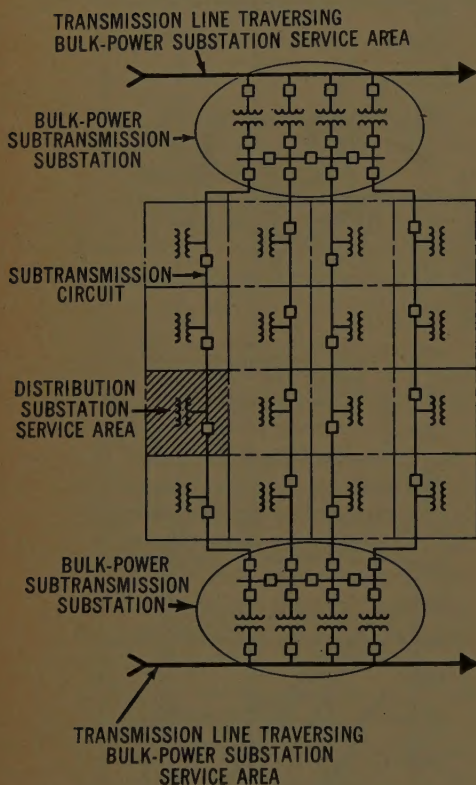 TRANSMISSION LINE TRAVERSING
BULK-POWER SUBSTATION SERVICE AREA
BULK-POWER
SUBTRANSMISSION
SUBSTATION
SUBTRANSMISSION
CIRCUIT
DISTRIBUTION
SUBSTATION
SERVICE AREA
BULK-POWER
SUBTRANSMISSION
SUBSTATION
TRANSMISSION LINE TRAVERSING
BULK-POWER SUBSTATION
SERVICE AREA